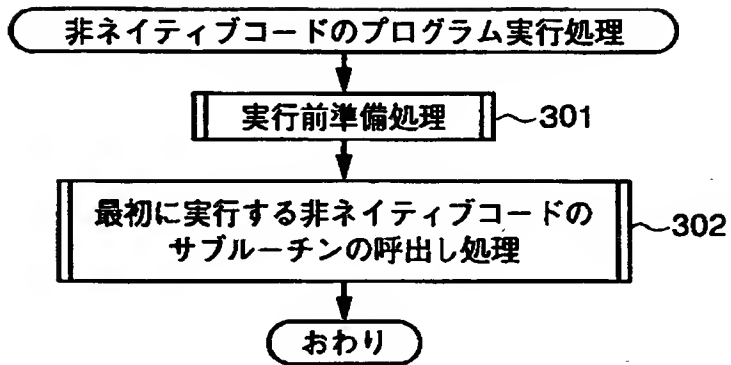 非ネイティブコードのプログラム実行処理
実行前準備処理
301
最初に実行する非ネイティブコードの
サブルーチンの呼出し処理
302
おわり